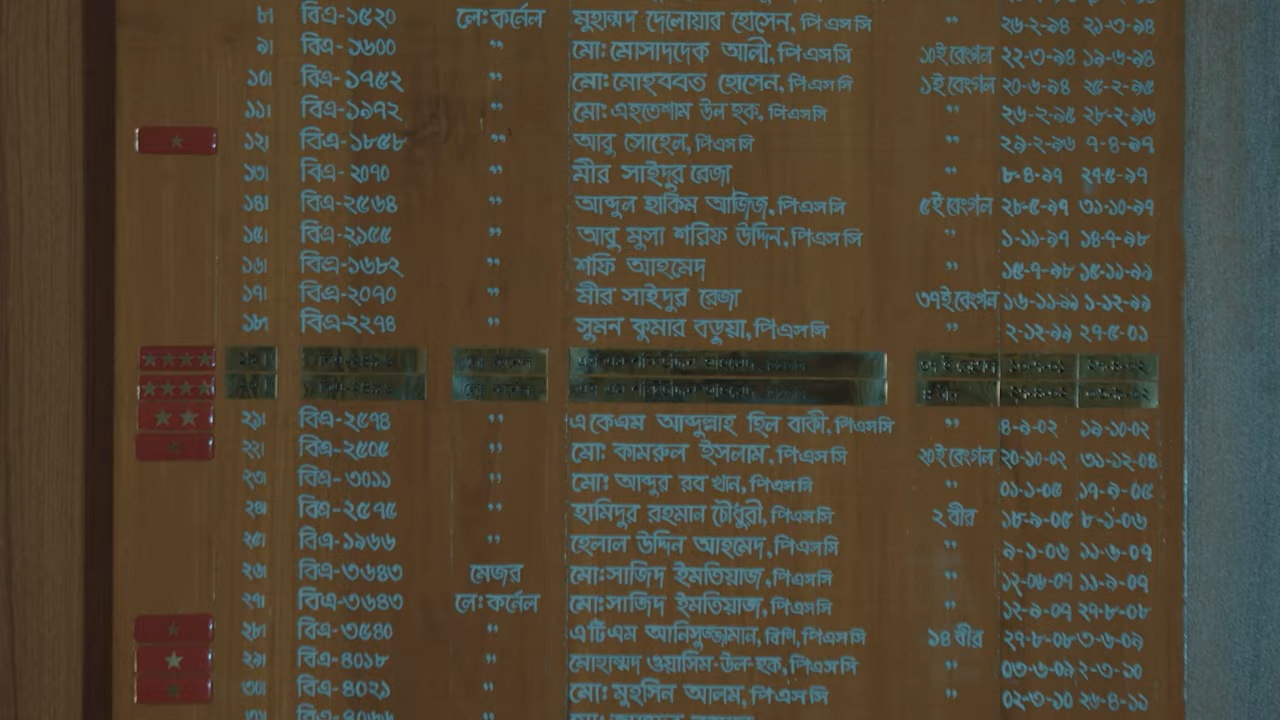 ৮। বিএ-১৫২০ লেঃকর্নেল মুহাম্মদ দেলোয়ার হোসেন, পিএসসি ” ২৬-২-৯৪ ২১-৩-৯৪
৯। বিএ-১৬০০ ” মো: মোসাদদেক আলী, পিএসসি ১০ই বেংগল ২২-৩-৯৪ ১৯-৬-৯৪
১০। বিএ-১৭৫২ ” মো: মোহববত হোসেন, পিএসসি ১ই বেংগল ২০-৬-৯৪ ২৫-২-৯৫
১১। বিএ-১৯৭২ ” মো: এহতেশাম উল হক, পিএসসি ” ২৬-২-৯৫ ২৮-২-৯৬
১২। বিএ-১৮৫৮ ” আবু সোহেল, পিএসসি ” ২৯-২-৯৬ ৭-৪-৯৭
১৩। বিএ-২০৭০ ” মীর সাইদুর রেজা ” ৮-৪-৯৭ ২৭-৫-৯৭
১৪। বিএ-২৫৬৪ ” আব্দুল হাকিম আজিজ, পিএসসি ৫ই বেংগল ২৮-৫-৯৭ ৩১-১০-৯৭
১৫। বিএ-২১৫৫ ” আবু মুসা শরিফ উদ্দিন, পিএসসি ” ১-১১-৯৭ ১৪-৭-৯৮
১৬। বিএ-১৬৮২ ” শফি আহমেদ ” ১৫-৭-৯৮ ১৫-১১-৯৯
১৭। বিএ-২০৭০ ” মীর সাইদুর রেজা ৩৭ই বেংগল ১৬-১১-৯৯ ১-১২-৯৯
১৮। বিএ-২২৭৪ ” সুমন কুমার বড়ুয়া, পিএসসি ” ২-১২-৯৯ ২৭-৫-০১
২১। বিএ-২৫৭৪ ” এ কেএম আব্দুল্লাহ হিল বাকী, পিএসসি ” ৪-৯-০২ ১৯-১০-০২
২২। বিএ-২৫০৫ ” মো: কামরুল ইসলাম, পিএসসি ২০ই বেংগল ২০-১০-০২ ৩১-১২-০৪
২৩। বিএ-৩০১১ ” মো: আব্দুর রব খান, পিএসসি ” ০১-১-০৫ ১৭-৯-০৫
২৪। বিএ-২৫৭৫ ” হামিদুর রহমান চৌধুরী, পিএসসি ২ বীর ১৮-৯-০৫ ৮-১-০৬
২৫। বিএ-১৯৬৬ ” হেলাল উদ্দিন আহমেদ, পিএসসি ” ৯-১-০৬ ১১-৬-০৭
২৬। বিএ-৩৬৪৩ মেজর মো:সাজিদ ইমতিয়াজ, পিএসসি ” ১২-০৬-০৭ ১১-৯-০৭
২৭। বিএ-৩৬৪৩ লেঃকর্নেল মো:সাজিদ ইমতিয়াজ, পিএসসি ” ১২-৯-০৭ ২৭-৮-০৮
২৮। বিএ-৩৫৪০ ” এ টি এম আনিসুজ্জামান, বিপি, পিএসসি ১৪ বীর ২৭-৮-০৮ ৩-৬-০৯
২৯। বিএ-৪০১৮ ” মোহাম্মদ ওয়াসিম-উল-হক, পিএসসি ” ০৩-৬-০৯ ২-৩-১০
৩০। বিএ-৪০২১ ” মো: মুহসিন আলম, পিএসসি ” ০২-৩-১০ ২৬-৪-১১